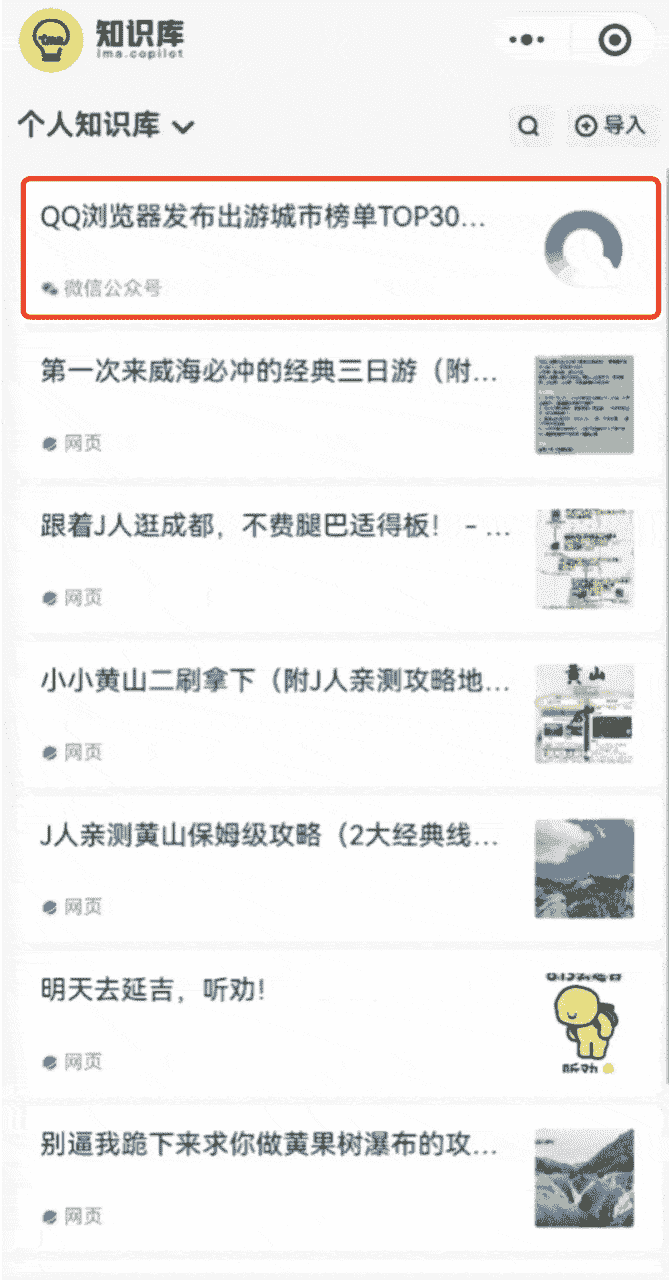 ima
知识库
ima.copilot
个人知识库
导入
QQ浏览器发布出游城市榜单TOP30...
微信公众号
第一次来威海必冲的经典三日游（附...
网页
跟着J人逛成都，不费腿巴适得板！ - ...
网页
小小黄山二刷拿下（附J人亲测攻略地...
网页
黄山
J人亲测黄山保姆级攻略（2大经典线...
网页
明天去延吉，听劝！
网页
听劝
别逼我跪下来求你做黄果树瀑布的攻...
网页